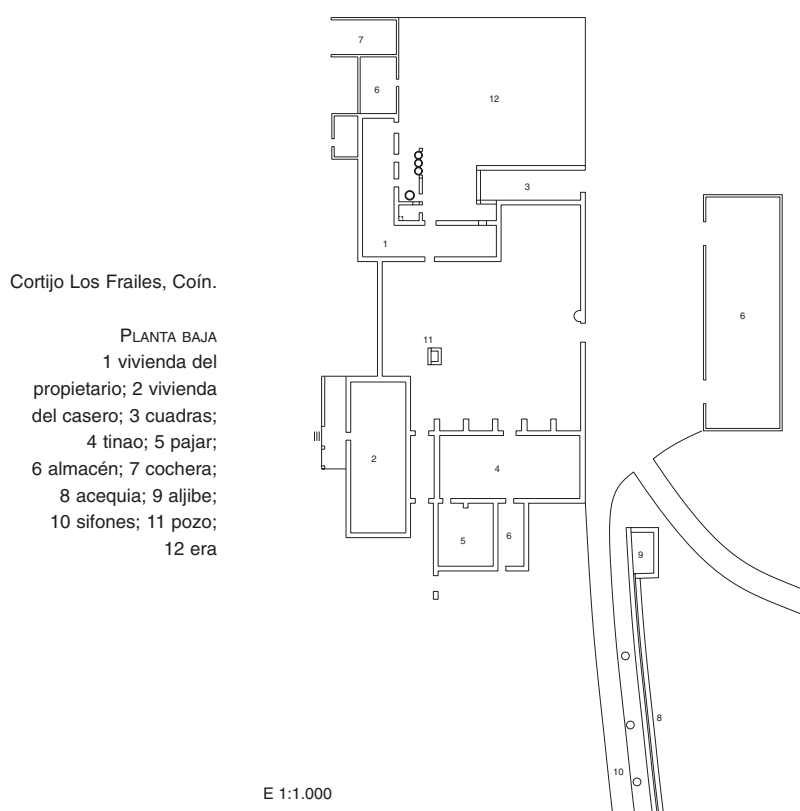 Cortijo Los Frailes, Coín.
PLANTA BAJA
1 vivienda del
propietario; 2 vivienda
del casero; 3 cuadras;
4 tinao; 5 pajar;
6 almacén; 7 cochera;
8 acequia; 9 aljibe;
10 sifones; 11 pozo;
12 era
7
6
12
3
1
6
11
2
4
5
6
9
8
10
E 1:1.000